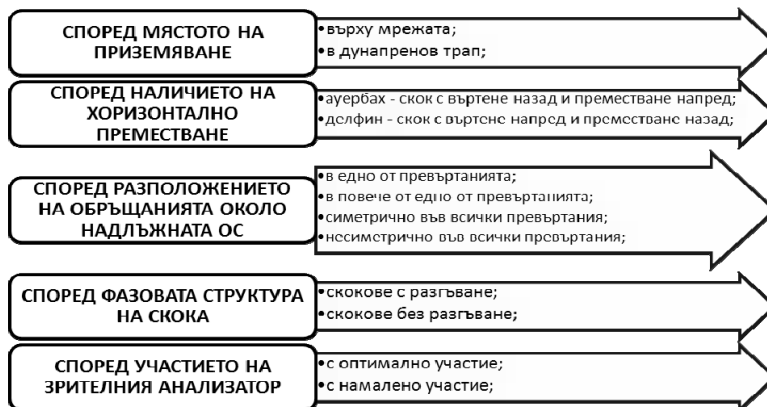 СПОРЕД МЯСТОТО НА
ПРИЗЕМЯВАНЕ
•върху мрежата;
•в дунапренов трап;
СПОРЕД НАЛИЧИЕТО НА
ХОРИЗОНТАЛНО
ПРЕМЕСТВАНЕ
•ауербах - скок с въртене назад и преместване напред;
•делфин - скок с въртене напред и преместване назад;
СПОРЕД РАЗПОЛОЖЕНИЕТО
НА ОБРЪЩАНИЯТА ОКОЛО
НАДЛЪЖНАТА ОС
•в едно от превъртанията;
•в повече от едно от превъртанията;
•симетрично във всички превъртания;
•несиметрично във всички превъртания;
СПОРЕД ФАЗОВАТА СТРУКТУРА
НА СКОКА
•скокове с разгъване;
•скокове без разгъване;
СПОРЕД УЧАСТИЕТО НА
ЗРИТЕЛНИЯ АНАЛИЗАТОР
•с оптимално участие;
•с намалено участие;